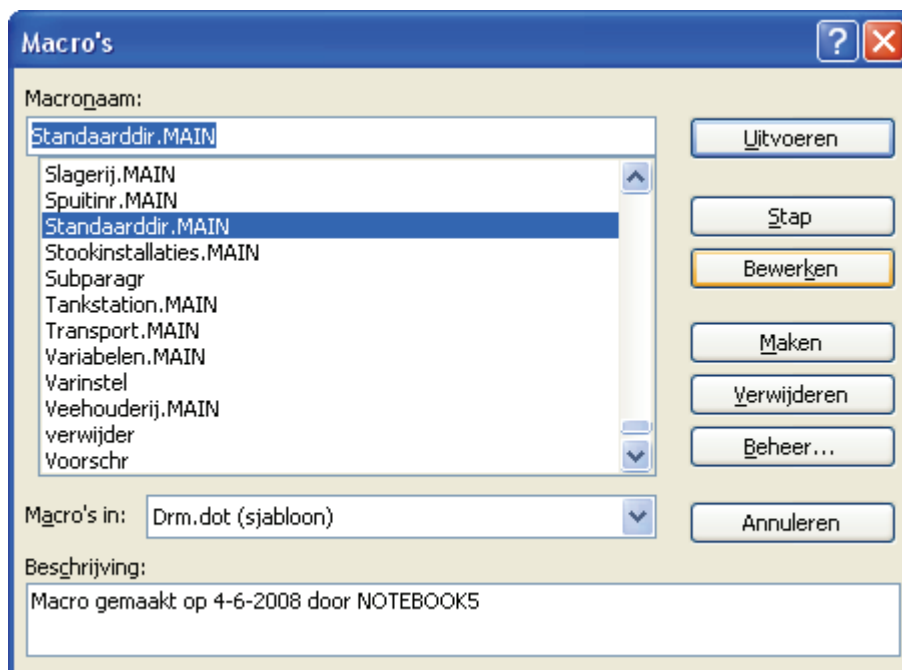 Macro's
Macronaam:
Standaarddir.MAIN
Uitvoeren
Slagerij.MAIN
Spuitinr.MAIN
Standaarddir.MAIN
Stookinstallaties.MAIN
Subparagr
Tankstation.MAIN
Transport.MAIN
Variabelen.MAIN
Varinstel
Veehouderij.MAIN
verwijder
Voorschr
Stap
Bewerken
Maken
Verwijderen
Beheer...
Macro's in:
Drm.dot (sjabloon)
Annuleren
Beschrijving:
Macro gemaakt op 4-6-2008 door NOTEBOOK5